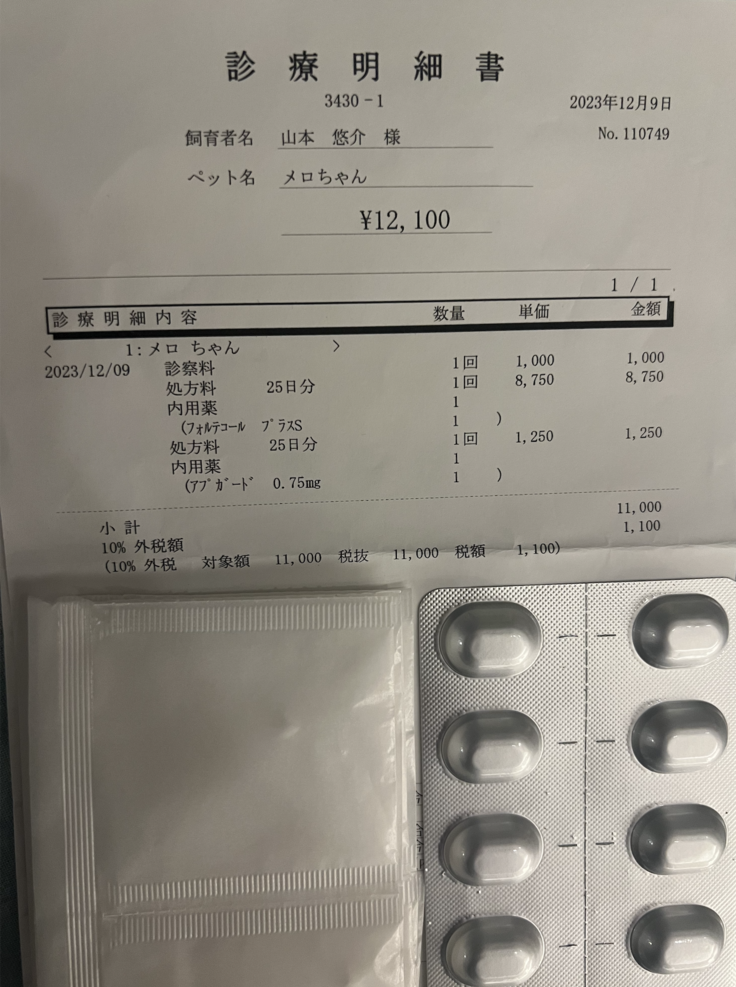 診療明細書
3430-1
2023年12月9日
飼育者名 山本 悠介 様
No.110749
ペット名 メロちゃん
¥12,100
1 / 1
診療明細内容 数量 単価 金額
< 1:メロ ちゃん >
2023/12/09 診察料 1回 1,000 1,000
処方料 25日分 1回 8,750 8,750
内用薬 1
(フォルテコール プラスS 1 )
処方料 25日分 1回 1,250 1,250
内用薬 1
(アプガード 0.75mg 1 )
小計 11,000
10% 外税額 1,100
(10% 外税 対象額 11,000 税抜 11,000 税額 1,100)